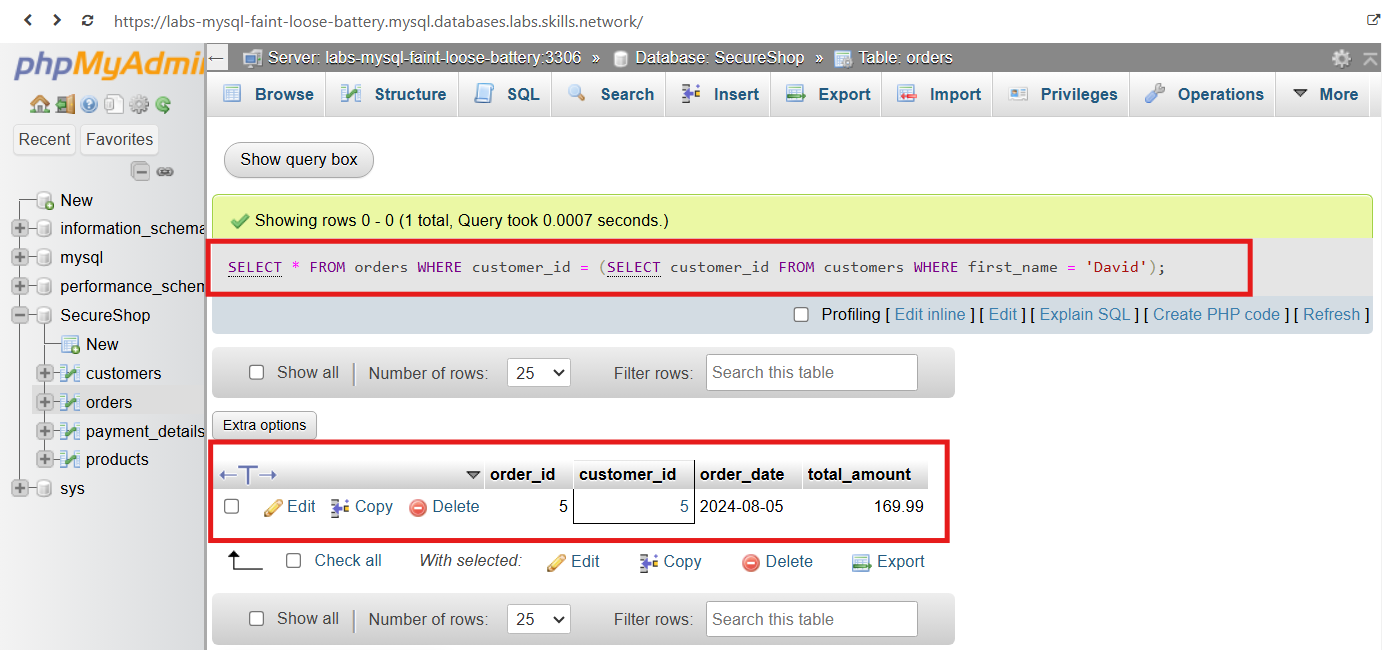 https://labs-mysql-faint-loose-battery.mysql.databases.labs.skills.network/
phpMyAdmi
Recent Favorites
New
information_schema
mysql
performance_schem
SecureShop
New
customers
orders
payment_details
products
sys
Server: labs-mysql-faint-loose-battery:3306 » Database: SecureShop » Table: orders
Browse Structure SQL Search Insert Export Import Privileges Operations More
Show query box
Showing rows 0 - 0 (1 total, Query took 0.0007 seconds.)
SELECT * FROM orders WHERE customer_id = (SELECT customer_id FROM customers WHERE first_name = 'David');
Profiling [ Edit inline ] [ Edit ] [ Explain SQL ] [ Create PHP code ] [ Refresh ]
Show all Number of rows: 25 Filter rows: Search this table
Extra options
←T→ order_id customer_id order_date total_amount
Edit Copy Delete 5 5 2024-08-05 169.99
Check all With selected: Edit Copy Delete Export
Show all Number of rows: 25 Filter rows: Search this table